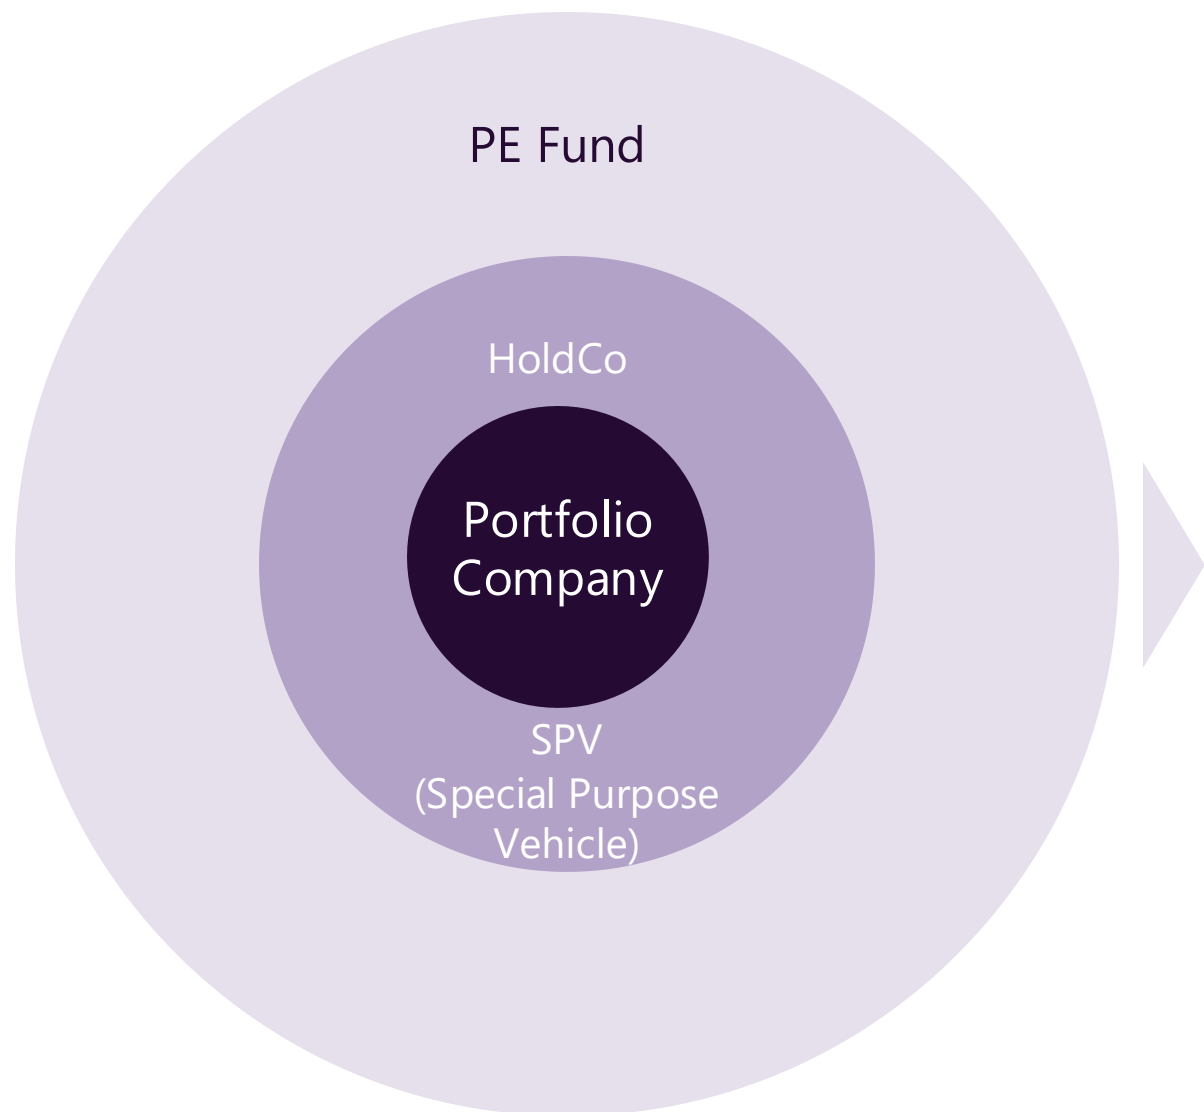 PE Fund
HoldCo
Portfolio
Company
SPV
(Special Purpose
Vehicle)